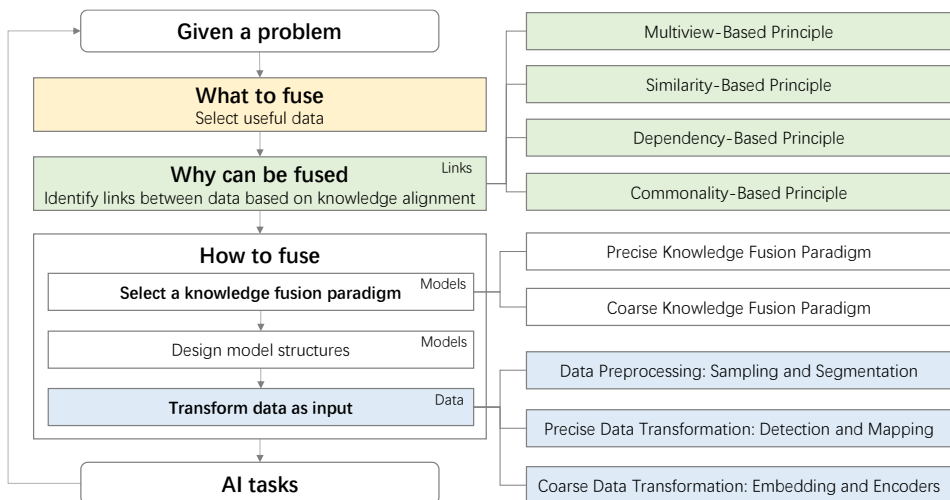 Given a problem
What to fuse
Select useful data
Links
Why can be fused
Identify links between data based on knowledge alignment
Multiview-Based Principle
Similarity-Based Principle
Dependency-Based Principle
Commonality-Based Principle
How to fuse
Models
Select a knowledge fusion paradigm
Precise Knowledge Fusion Paradigm
Coarse Knowledge Fusion Paradigm
Models
Design model structures
Data
Transform data as input
Data Preprocessing: Sampling and Segmentation
Precise Data Transformation: Detection and Mapping
Coarse Data Transformation: Embedding and Encoders
AI tasks